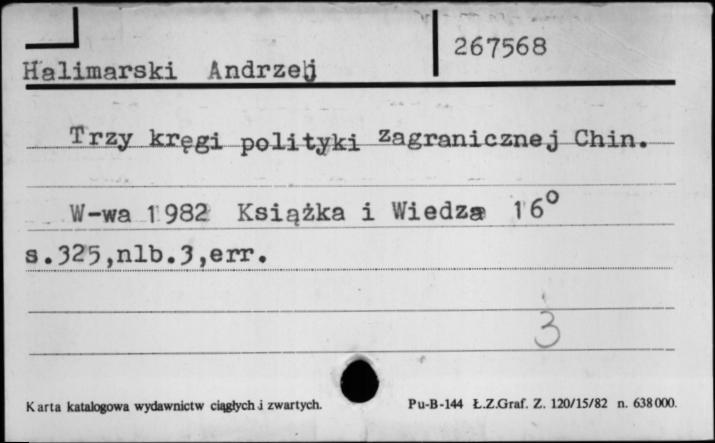 267568
Halimarski Andrzej
Trzy kręgi polityki zagranicznej Chin.
W-wa 1982 Książka i Wiedza 16⁰
s.325,nlb.3,err.
3
Karta katalogowa wydawnictw ciągłych i zwartych. Pu-B-144 Ł.Z.Graf. Z. 120/15/82 n. 638000.